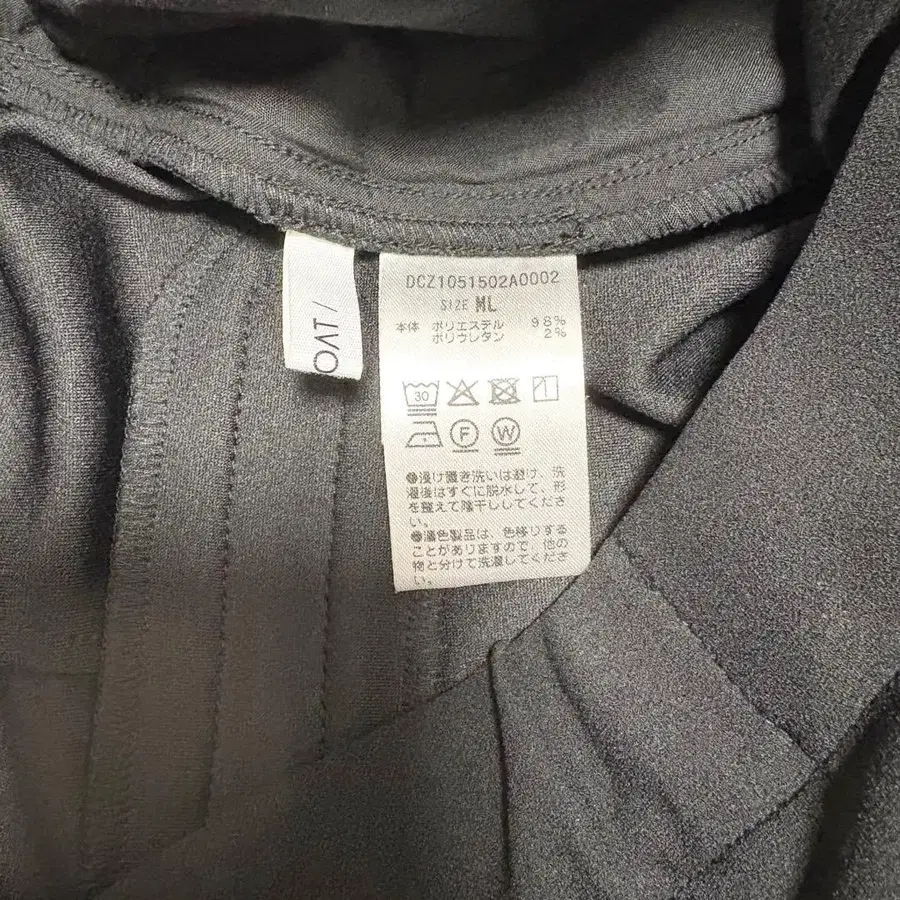 OAT/
DCZ1051502A0002
SIZE ML
本体 ポリエステル 98%
ポリウレタン 2%
30
F W
●浸け置き洗いは避け、洗
濯後はすぐに脱水して、形
を整えて陰干ししてくださ
い。
●濃色製品は、色移りする
ことがありますので、他の
物と分けて洗濯してくださ
い。